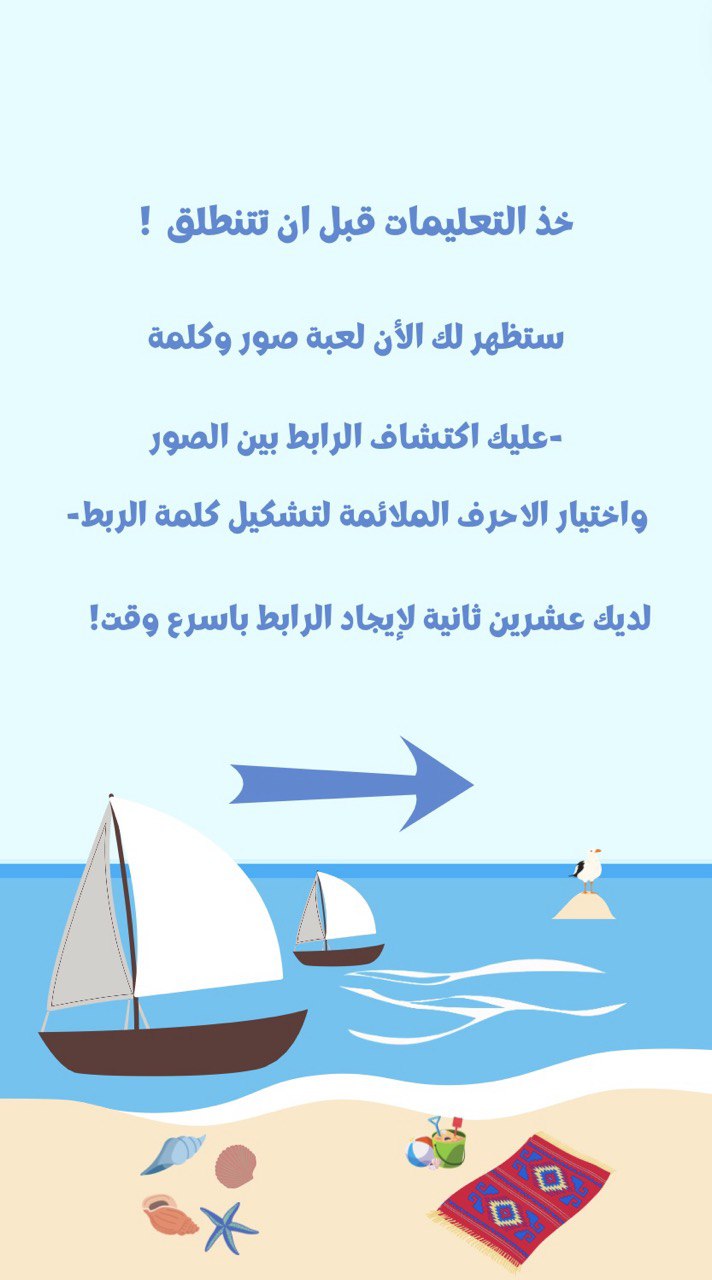 خذ التعليمات قبل ان تتنطلق !
ستظهر لك الأن لعبة صور وكلمة
-عليك اكتشاف الرابط بين الصور
واختيار الاحرف الملائمة لتشكيل كلمة الربط-
لديك عشرين ثانية لإيجاد الرابط باسرع وقت!